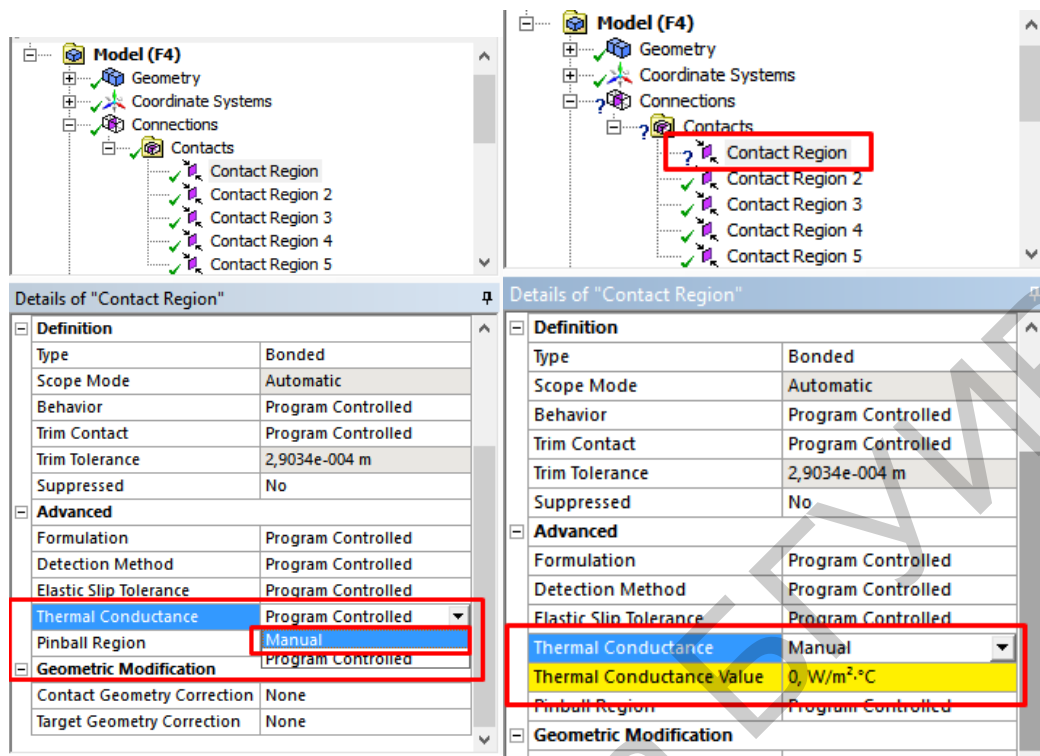 Model (F4)
Geometry
Coordinate Systems
Connections
Contacts
Contact Region
Contact Region 2
Contact Region 3
Contact Region 4
Contact Region 5
Details of "Contact Region"
Definition
Type Bonded
Scope Mode Automatic
Behavior Program Controlled
Trim Contact Program Controlled
Trim Tolerance 2,9034e-004 m
Suppressed No
Advanced
Formulation Program Controlled
Detection Method Program Controlled
Elastic Slip Tolerance Program Controlled
Thermal Conductance Program Controlled
Pinball Region Manual
Program Controlled
Geometric Modification
Contact Geometry Correction None
Target Geometry Correction None
Model (F4)
Geometry
Coordinate Systems
? Connections
? Contacts
? Contact Region
Contact Region 2
Contact Region 3
Contact Region 4
Contact Region 5
Details of "Contact Region"
Definition
Type Bonded
Scope Mode Automatic
Behavior Program Controlled
Trim Contact Program Controlled
Trim Tolerance 2,9034e-004 m
Suppressed No
Advanced
Formulation Program Controlled
Detection Method Program Controlled
Elastic Slip Tolerance Program Controlled
Thermal Conductance Manual
Thermal Conductance Value 0, W/m²·°C
Pinball Region Program Controlled
Geometric Modification
БГУИР